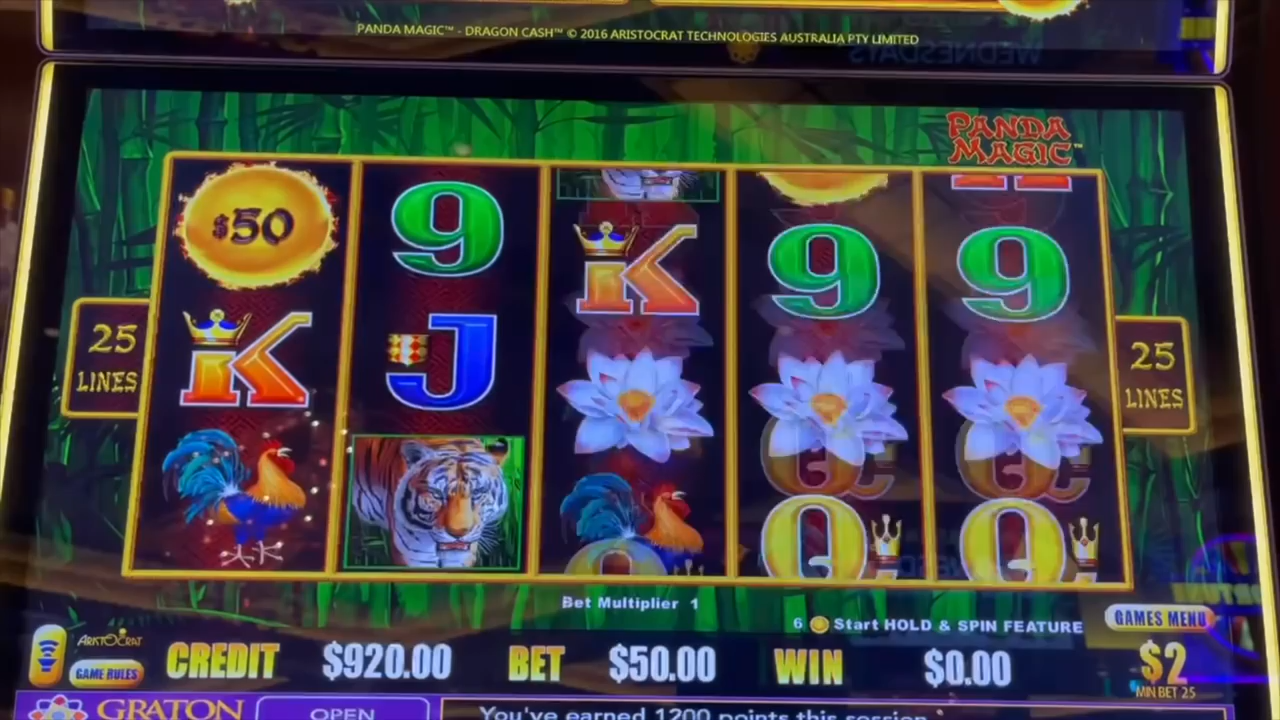 PANDA MAGIC™ - DRAGON CASH™ © 2016 ARISTOCRAT TECHNOLOGIES AUSTRALIA PTY LIMITED
WEDNESDAYS
PANDA
MAGIC™
$50
9
K
9
9
25
LINES
K
J
25
LINES
Q
Q
Q
Q
Q
Bet Multiplier 1
6 Start HOLD & SPIN FEATURE
GAMES MENU
ARISTOCRAT
GAME RULES
CREDIT $920.00 BET $50.00 WIN $0.00
$2
MIN BET 25
GRATON
OPEN
You've earned 1200 points this session.